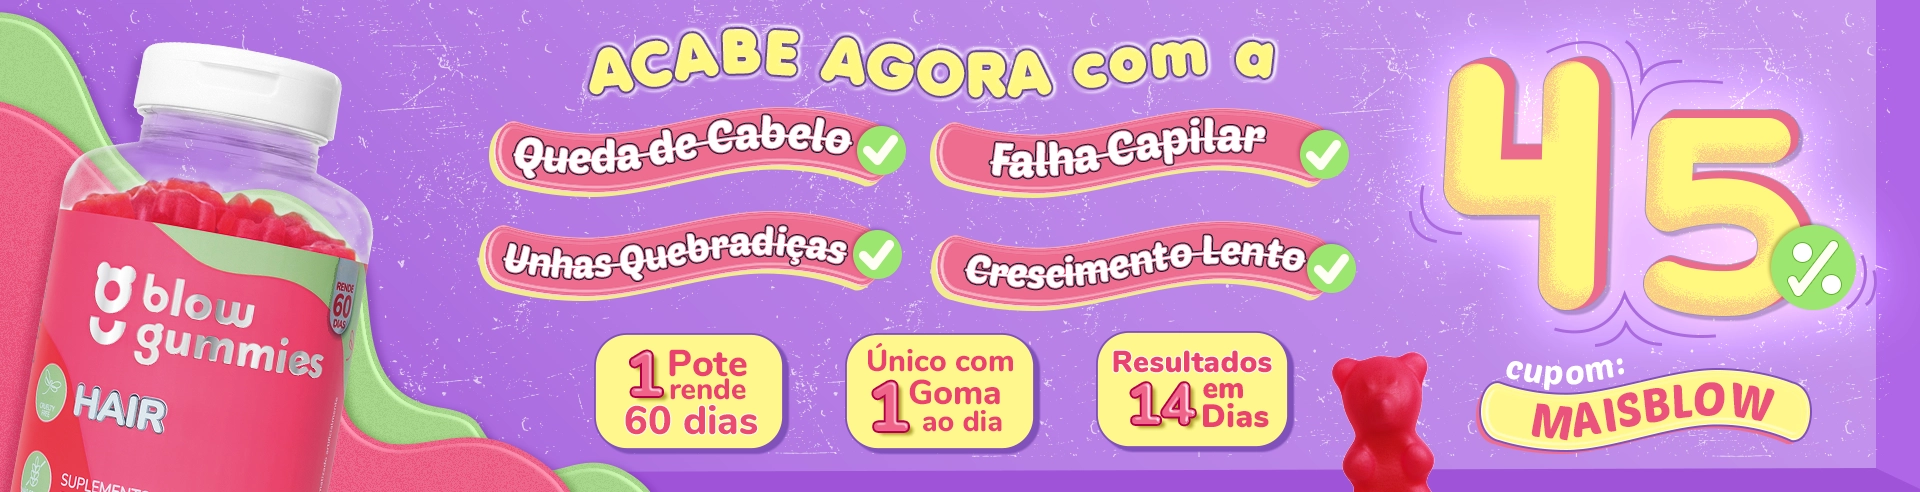 ACABE AGORA com a
Queda de Cabelo
Falha Capilar
Unhas Quebradiças
Crescimento Lento
1 Pote
rende
60 dias
Único com
1 Goma
ao dia
Resultados
14 em
Dias
45%
cupom:
MAISBLOW
blow
gummies
HAIR
RENDE
60
DIAS